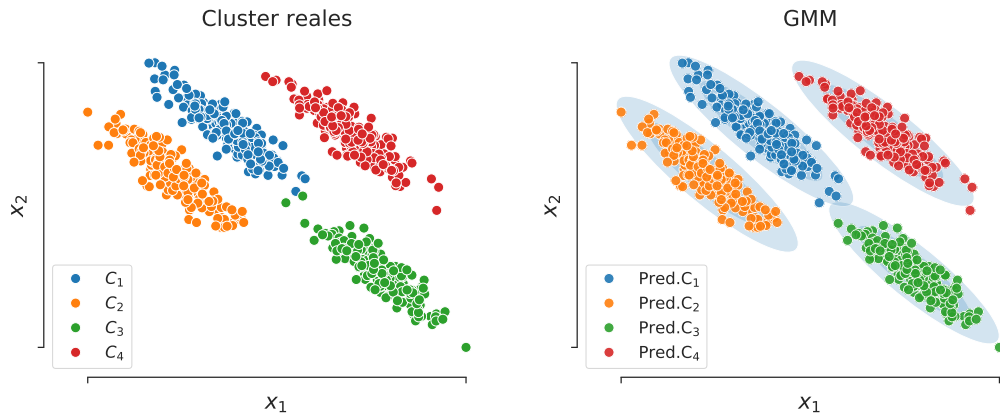 Cluster reales
x₂
C₁
C₂
C₃
C₄
x₁
GMM
x₂
Pred.C₁
Pred.C₂
Pred.C₃
Pred.C₄
x₁